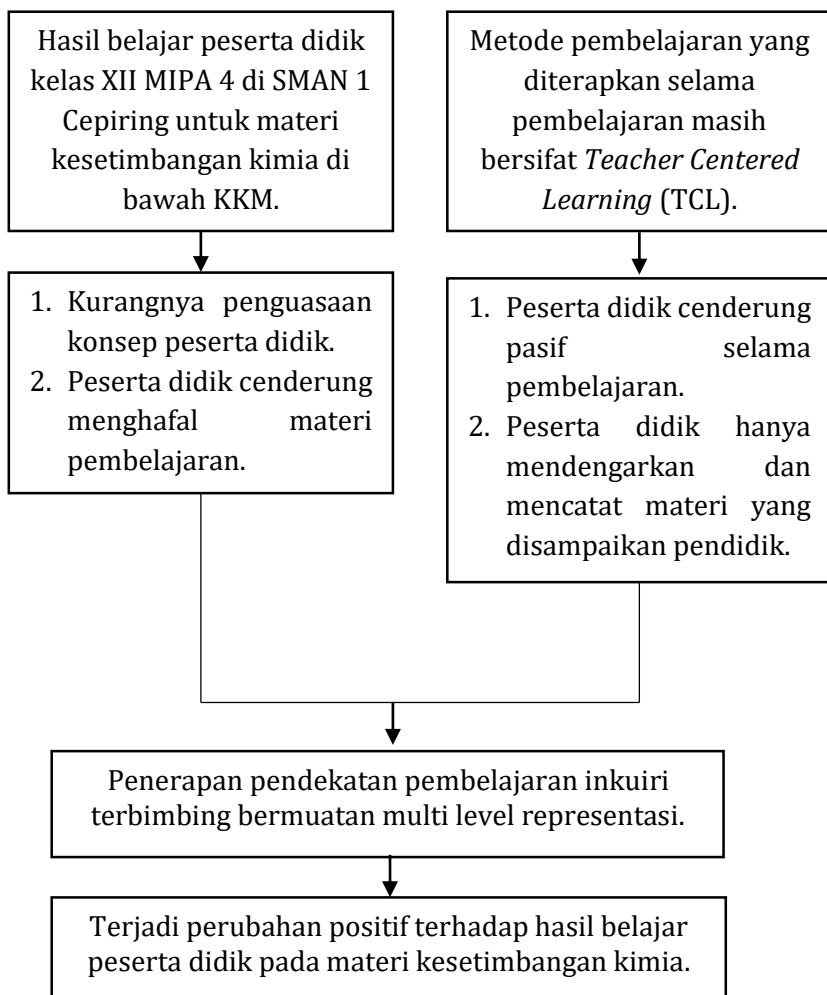 Hasil belajar peserta didik
kelas XII MIPA 4 di SMAN 1
Cepiring untuk materi
kesetimbangan kimia di
bawah KKM.
Metode pembelajaran yang
diterapkan selama
pembelajaran masih
bersifat Teacher Centered
Learning (TCL).
1. Kurangnya penguasaan
konsep peserta didik.
2. Peserta didik cenderung
menghafal materi
pembelajaran.
1. Peserta didik cenderung
pasif selama
pembelajaran.
2. Peserta didik hanya
mendengarkan dan
mencatat materi yang
disampaikan pendidik.
Penerapan pendekatan pembelajaran inkuiri
terbimbing bermuatan multi level representasi.
Terjadi perubahan positif terhadap hasil belajar
peserta didik pada materi kesetimbangan kimia.